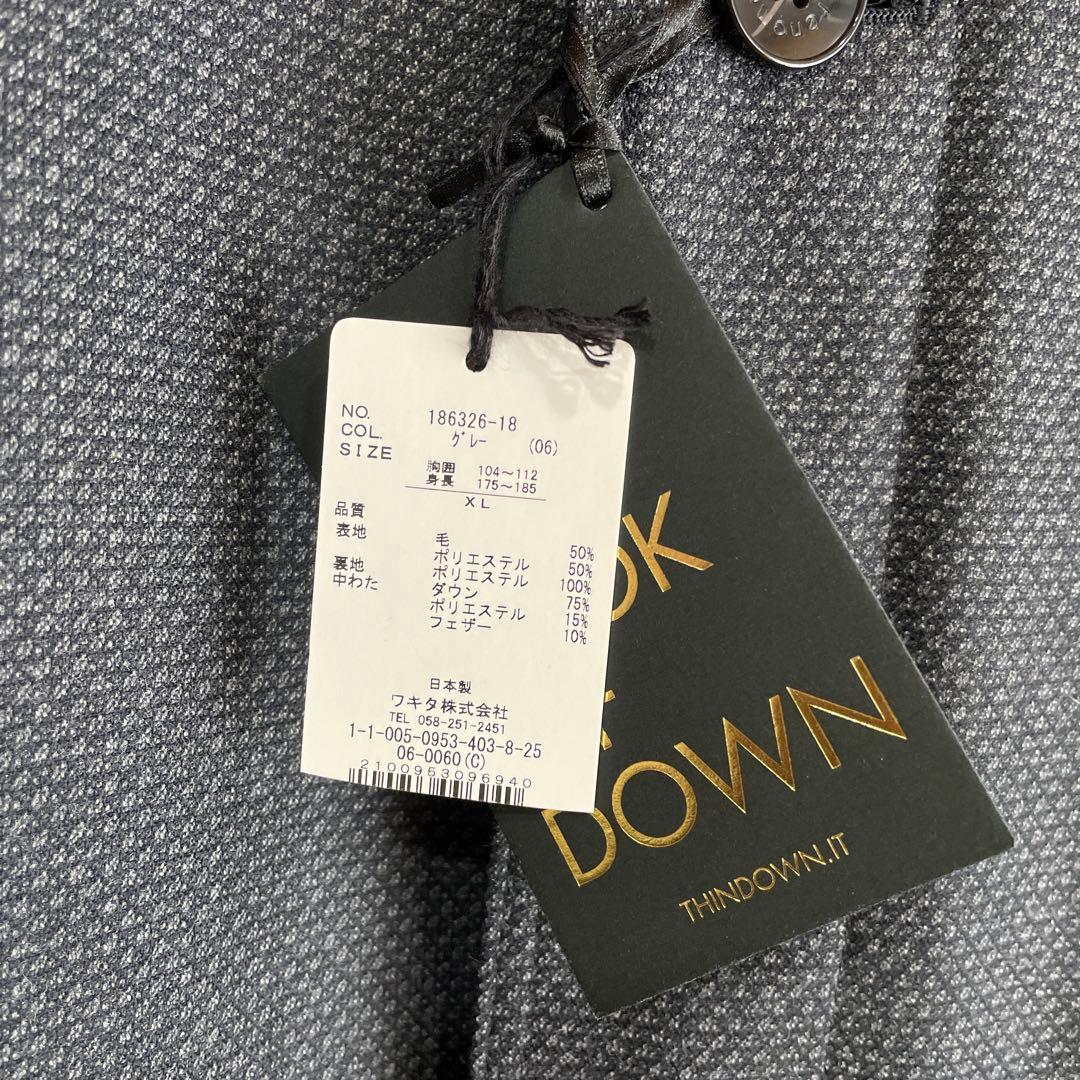 NO. 186326-18
COL. ｸﾞﾚｰ (06)
SIZE
胸囲 104～112
身長 175～185
XL
品質
表地 毛 50%
ポリエステル 50%
裏地 ポリエステル 100%
中わた ダウン 75%
ポリエステル 15%
フェザー 10%
日本製
ワキタ株式会社
TEL 058-251-2451
1-1-005-0953-403-8-25
06-0060(C)
2100953096940
DOWN
THINDOWN.IT